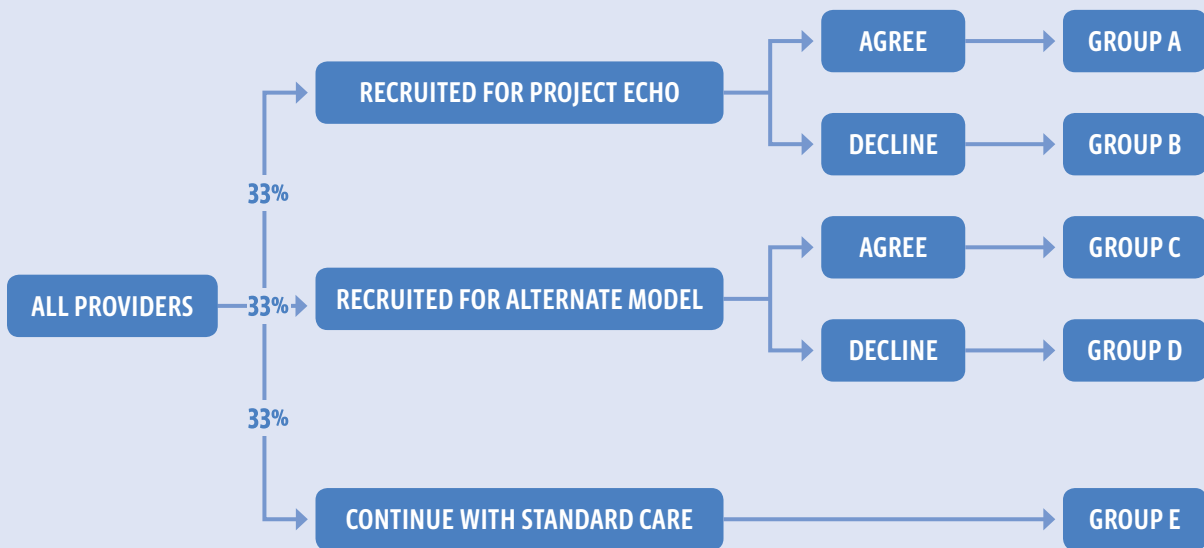 AGREE
GROUP A
RECRUITED FOR PROJECT ECHO
DECLINE
GROUP B
33%
AGREE
GROUP C
ALL PROVIDERS
33%
RECRUITED FOR ALTERNATE MODEL
DECLINE
GROUP D
33%
CONTINUE WITH STANDARD CARE
GROUP E